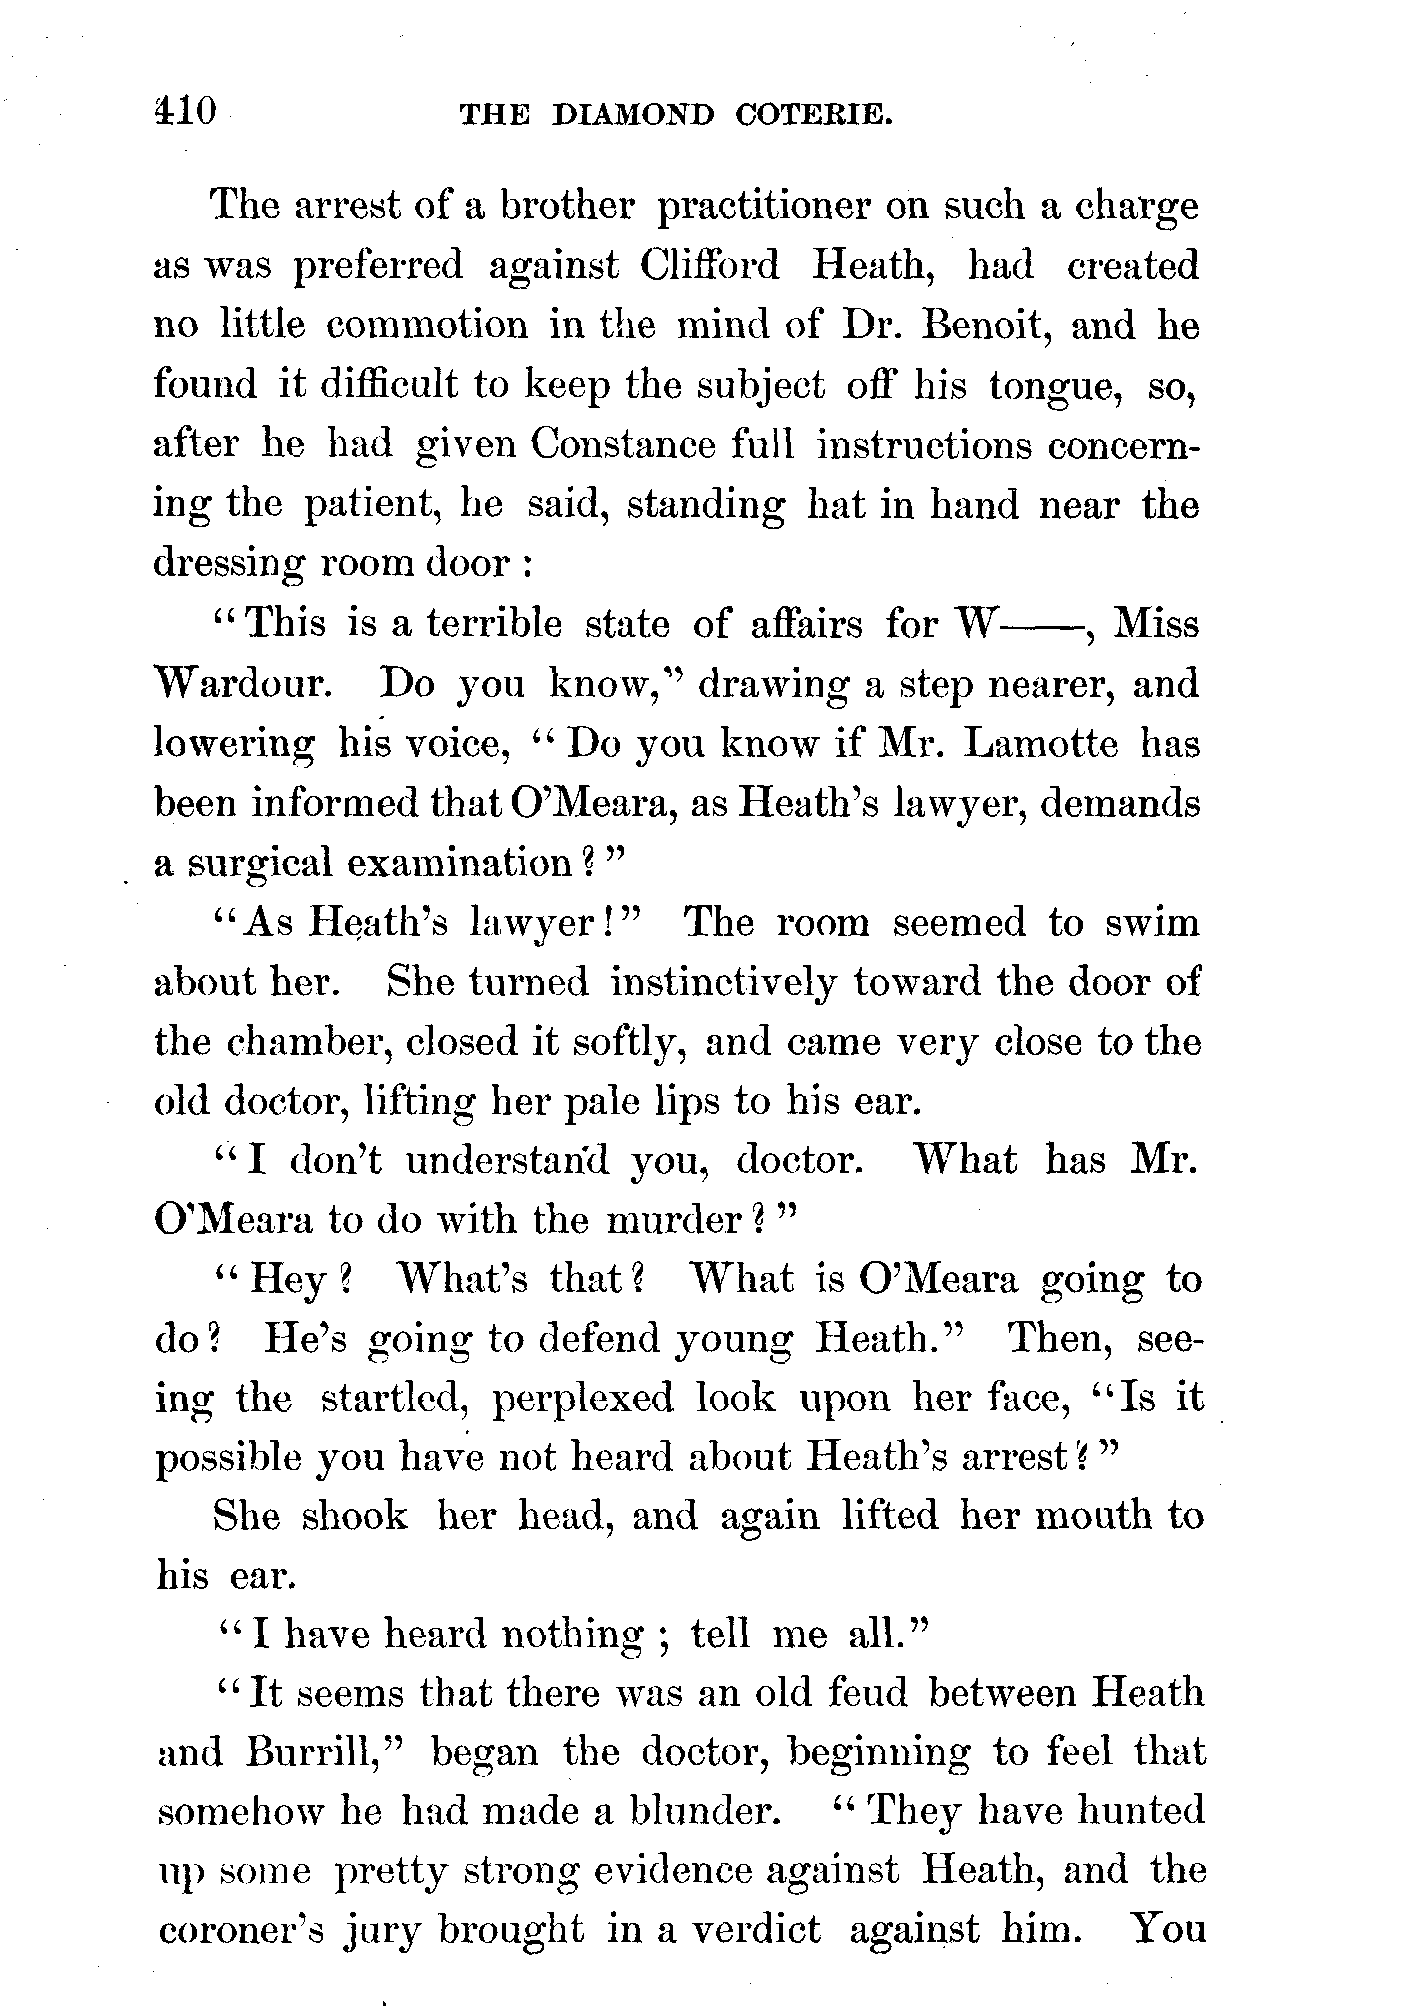 410 THE DIAMOND COTERIE.
The arrest of a brother practitioner on such a charge
as was preferred against Clifford Heath, had created
no little commotion in the mind of Dr. Benoit, and he
found it difficult to keep the subject off his tongue, so,
after he had given Constance full instructions concern-
ing the patient, he said, standing hat in hand near the
dressing room door :
“This is a terrible state of affairs for W——, Miss
Wardour. Do you know,” drawing a step nearer, and
lowering his voice, “Do you know if Mr. Lamotte has
been informed that O’Meara, as Heath’s lawyer, demands
a surgical examination?”
“As Heath’s lawyer!” The room seemed to swim
about her. She turned instinctively toward the door of
the chamber, closed it softly, and came very close to the
old doctor, lifting her pale lips to his ear.
“I don’t understand you, doctor. What has Mr.
O’Meara to do with the murder?”
“Hey? What’s that? What is O’Meara going to
do? He’s going to defend young Heath.” Then, see-
ing the startled, perplexed look upon her face, “Is it
possible you have not heard about Heath’s arrest?”
She shook her head, and again lifted her mouth to
his ear.
“I have heard nothing ; tell me all.”
“It seems that there was an old feud between Heath
and Burrill,” began the doctor, beginning to feel that
somehow he had made a blunder. “They have hunted
up some pretty strong evidence against Heath, and the
coroner’s jury brought in a verdict against him. You